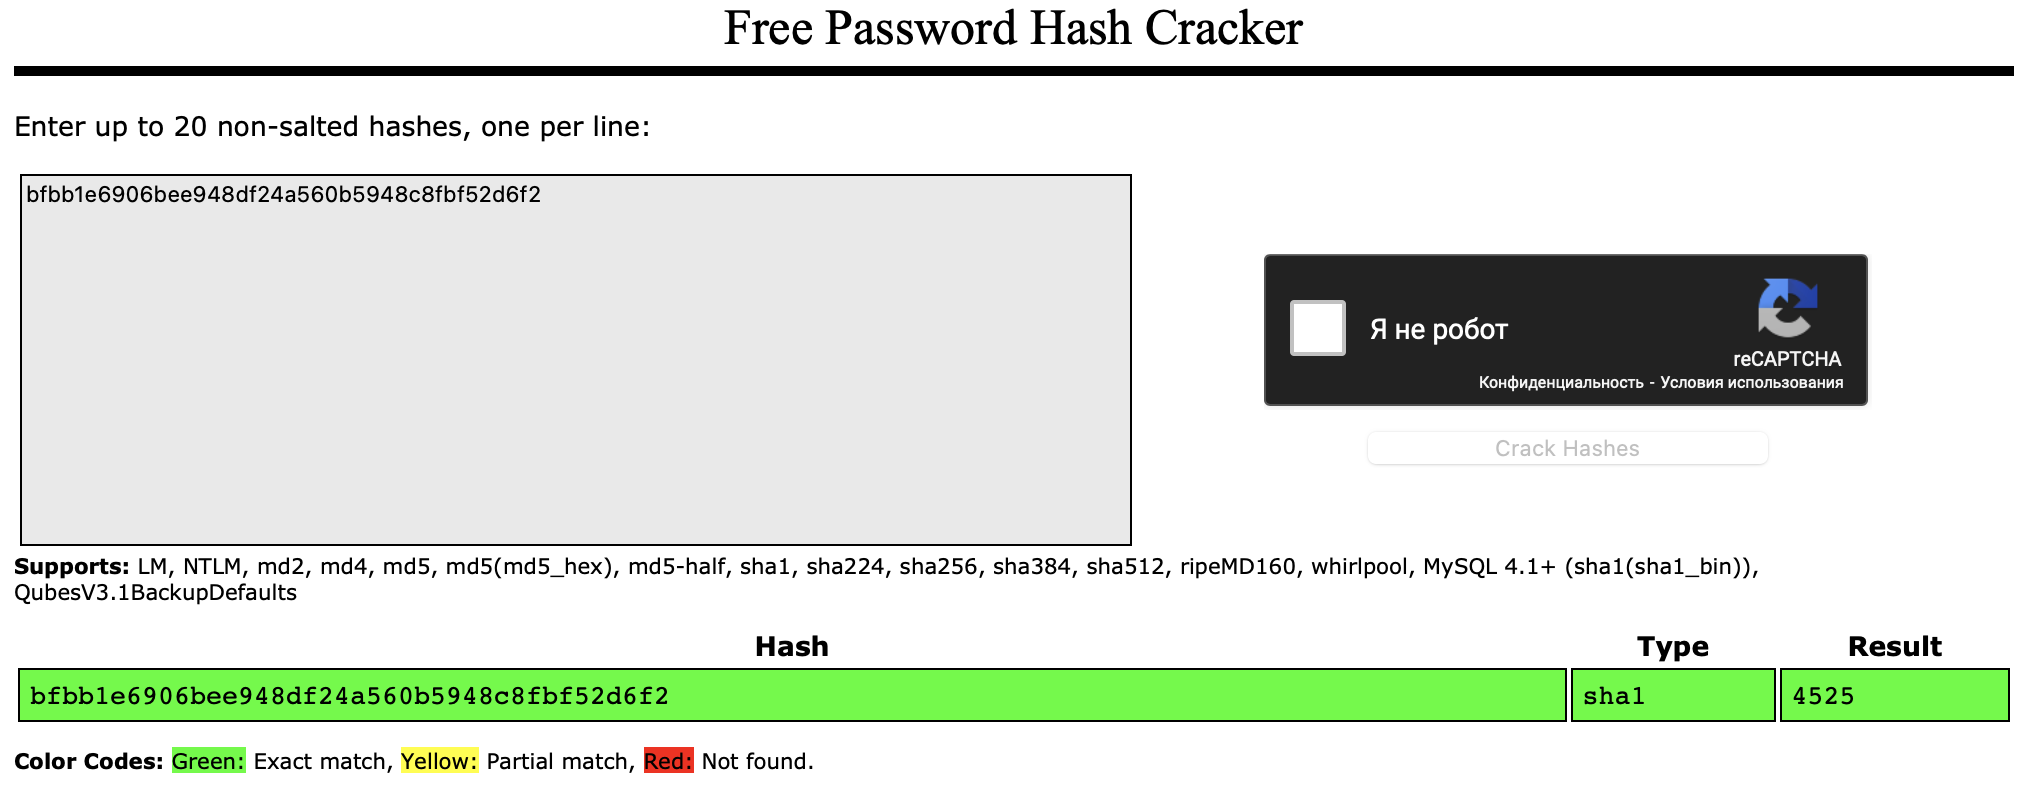 Free Password Hash Cracker
Enter up to 20 non-salted hashes, one per line:
bfbb1e6906bee948df24a560b5948c8fbf52d6f2
Я не робот
reCAPTCHA
Конфиденциальность - Условия использования
Crack Hashes
Supports: LM, NTLM, md2, md4, md5, md5(md5_hex), md5-half, sha1, sha224, sha256, sha384, sha512, ripeMD160, whirlpool, MySQL 4.1+ (sha1(sha1_bin)),
QubesV3.1BackupDefaults
Hash Type Result
bfbb1e6906bee948df24a560b5948c8fbf52d6f2 sha1 4525
Color Codes: Green: Exact match, Yellow: Partial match, Red: Not found.